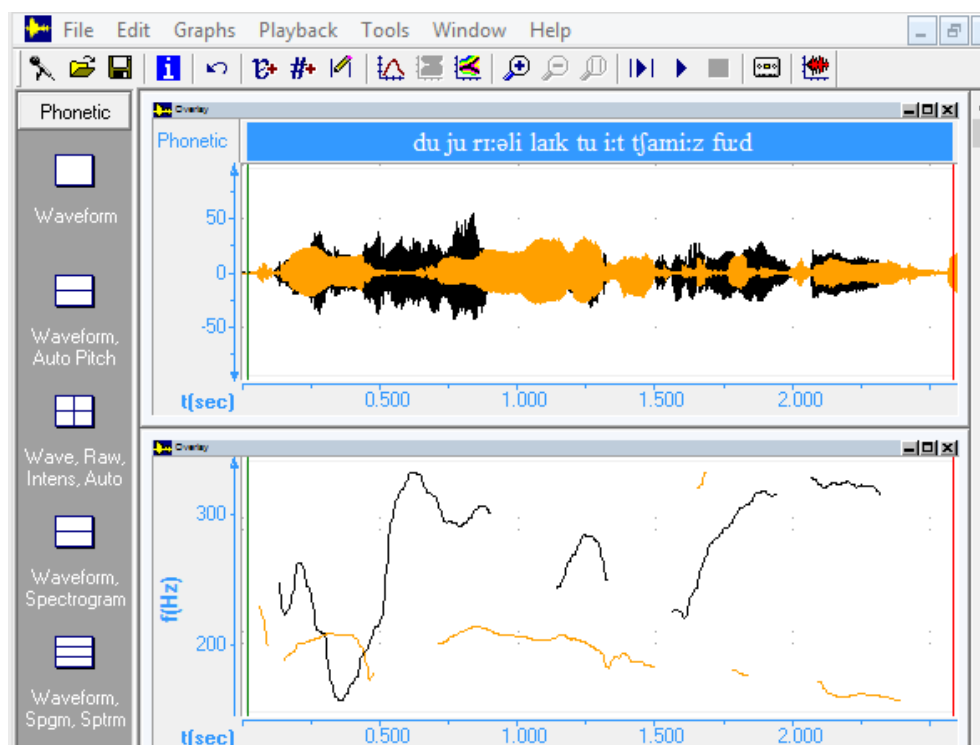 File Edit Graphs Playback Tools Window Help
Phonetic
Waveform
Waveform,
Auto Pitch
Wave, Raw,
Intens, Auto
Waveform,
Spectrogram
Waveform,
Spgm, Sptrm
Overlay
Phonetic du ju rɪːəli laɪk tu iːt tʃaɪniːz fuːd
50
0
-50
t(sec) 0.500 1.000 1.500 2.000
Overlay
300
200
f(Hz)
t(sec) 0.500 1.000 1.500 2.000